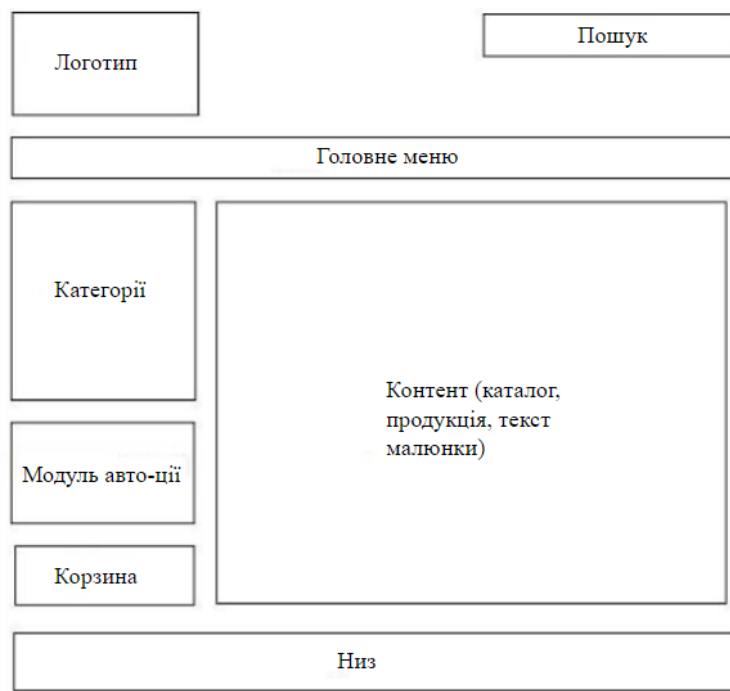 Логотип
Пошук
Головне меню
Категорії
Контент (каталог,
продукція, текст
малюнки)
Модуль авто-ції
Корзина
Низ